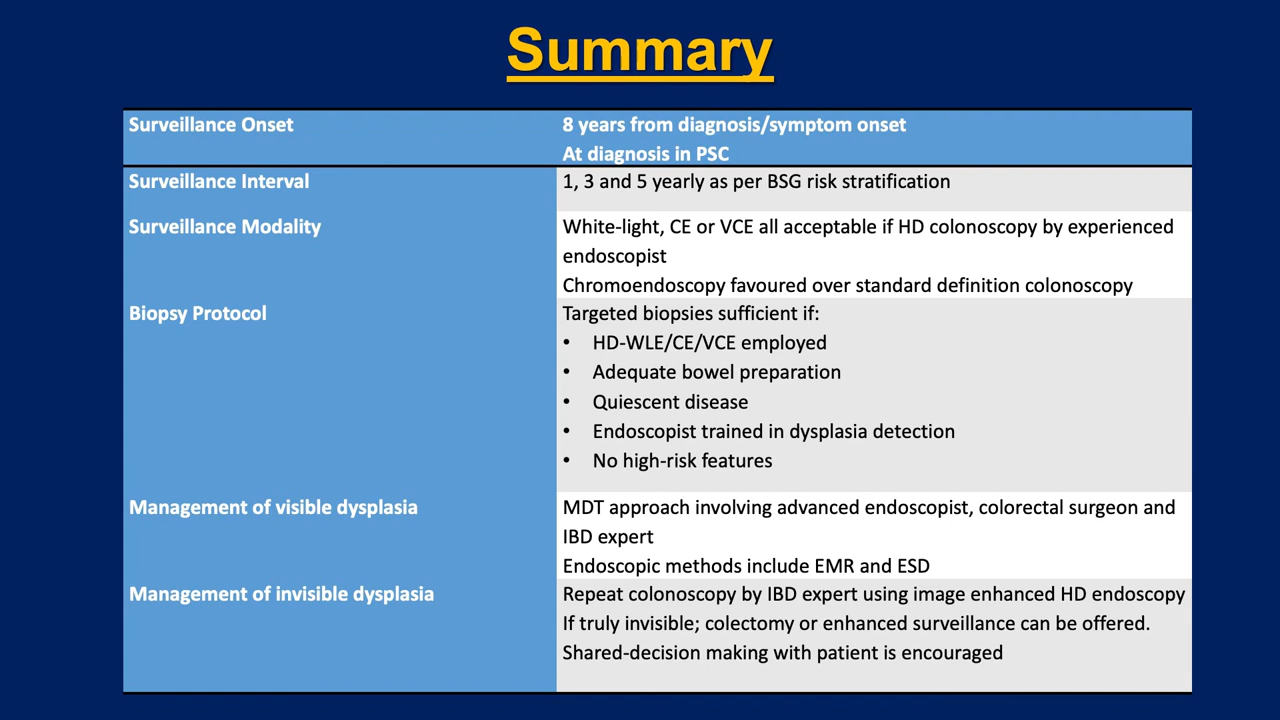 Summary
Surveillance Onset
8 years from diagnosis/symptom onset
At diagnosis in PSC
Surveillance Interval
1, 3 and 5 yearly as per BSG risk stratification
Surveillance Modality
White-light, CE or VCE all acceptable if HD colonoscopy by experienced
endoscopist
Chromoendoscopy favoured over standard definition colonoscopy
Biopsy Protocol
Targeted biopsies sufficient if:
• HD-WLE/CE/VCE employed
• Adequate bowel preparation
• Quiescent disease
• Endoscopist trained in dysplasia detection
• No high-risk features
Management of visible dysplasia
MDT approach involving advanced endoscopist, colorectal surgeon and
IBD expert
Endoscopic methods include EMR and ESD
Management of invisible dysplasia
Repeat colonoscopy by IBD expert using image enhanced HD endoscopy
If truly invisible; colectomy or enhanced surveillance can be offered.
Shared-decision making with patient is encouraged